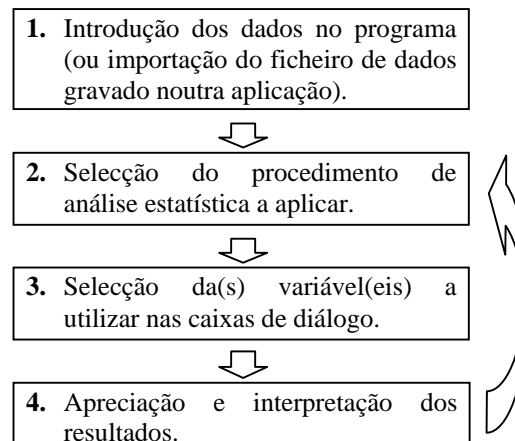 1. Introdução dos dados no programa
(ou importação do ficheiro de dados
gravado noutra aplicação).
2. Selecção do procedimento de
análise estatística a aplicar.
3. Selecção da(s) variável(eis) a
utilizar nas caixas de diálogo.
4. Apreciação e interpretação dos
resultados.